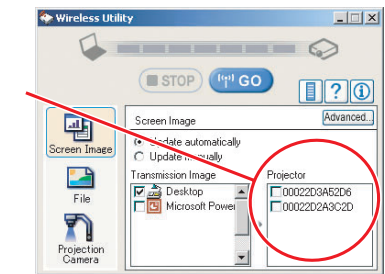 Wireless Utility
STOP
GO
Advanced...
Screen Image
Screen Image
Update automatically
Update manually
File
Transmission Image
Projector
Desktop
00022D3A52D6
Microsoft Power
00022D2A3C2D
Projection
Camera